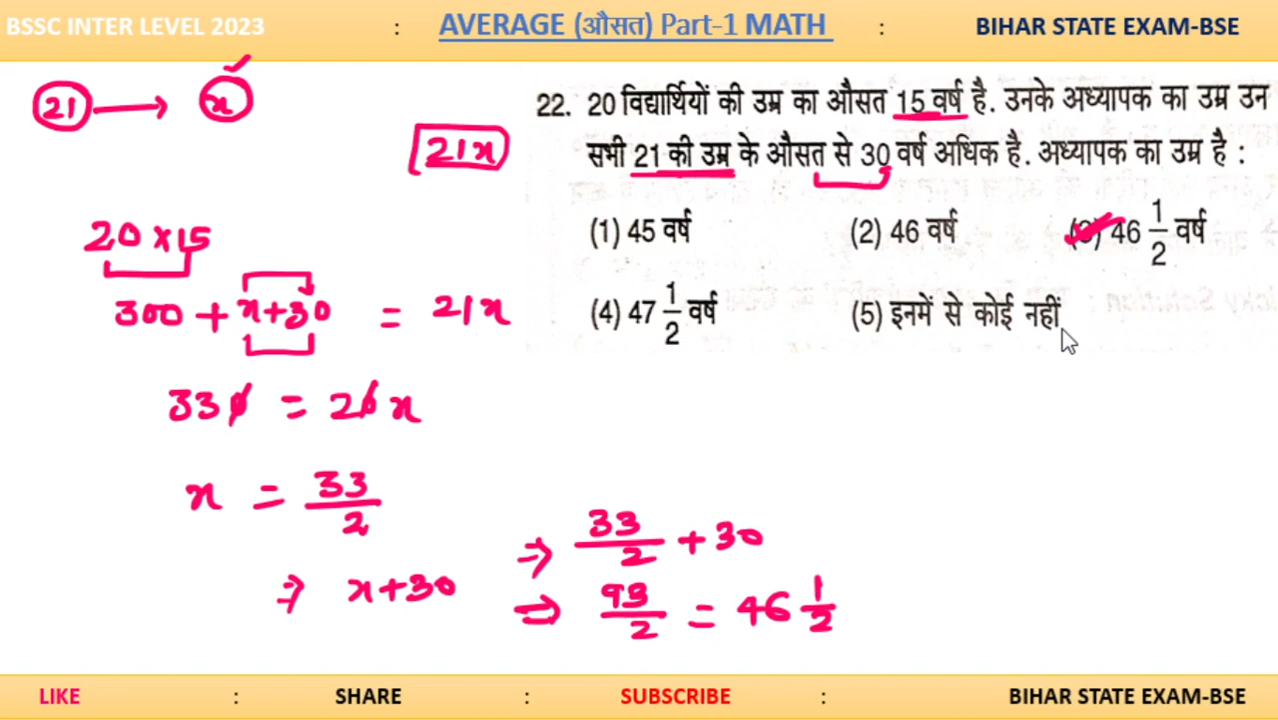 BSSC INTER LEVEL 2023 : AVERAGE (औसत) Part-1 MATH : BIHAR STATE EXAM-BSE
21 → x
21x
22. 20 विद्यार्थियों की उम्र का औसत 15 वर्ष है. उनके अध्यापक का उम्र उन
सभी 21 की उम्र के औसत से 30 वर्ष अधिक है. अध्यापक का उम्र है :
(1) 45 वर्ष (2) 46 वर्ष (3) 46 1/2 वर्ष
(4) 47 1/2 वर्ष (5) इनमें से कोई नहीं
20 × 15
300 + x+30 = 21x
330 = 20x
x = 33/2
⇒ x+30
⇒ 33/2 + 30
⇒ 93/2 = 46 1/2
LIKE : SHARE : SUBSCRIBE : BIHAR STATE EXAM-BSE